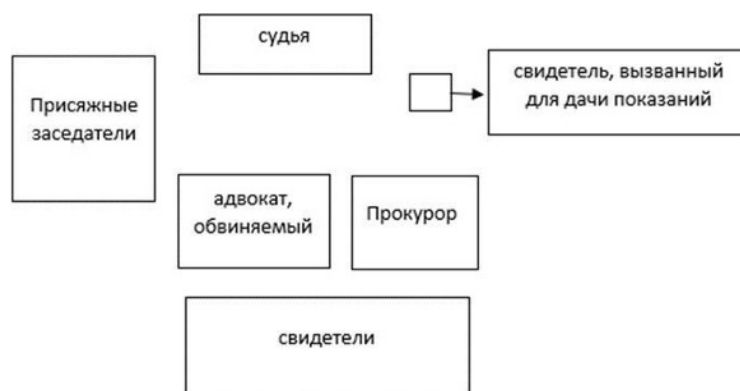 судья
Присяжные
заседатели
свидетель, вызванный
для дачи показаний
адвокат,
обвиняемый
Прокурор
свидетели